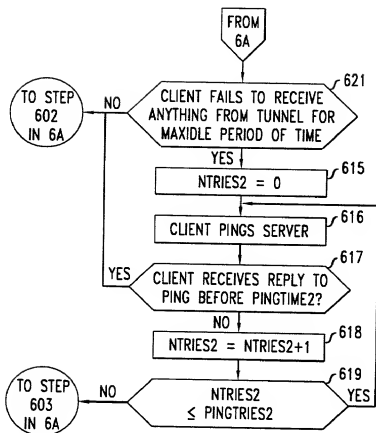 FROM
6A
621
TO STEP
602
IN 6A
NO
CLIENT FAILS TO RECEIVE
ANYTHING FROM TUNNEL FOR
MAXIDLE PERIOD OF TIME
YES
615
NTRIES2 = 0
616
CLIENT PINGS SERVER
617
YES
CLIENT RECEIVES REPLY TO
PING BEFORE PINGTIME2?
NO
618
NTRIES2 = NTRIES2+1
619
TO STEP
603
IN 6A
NO
NTRIES2
≤ PINGTRIES2
YES